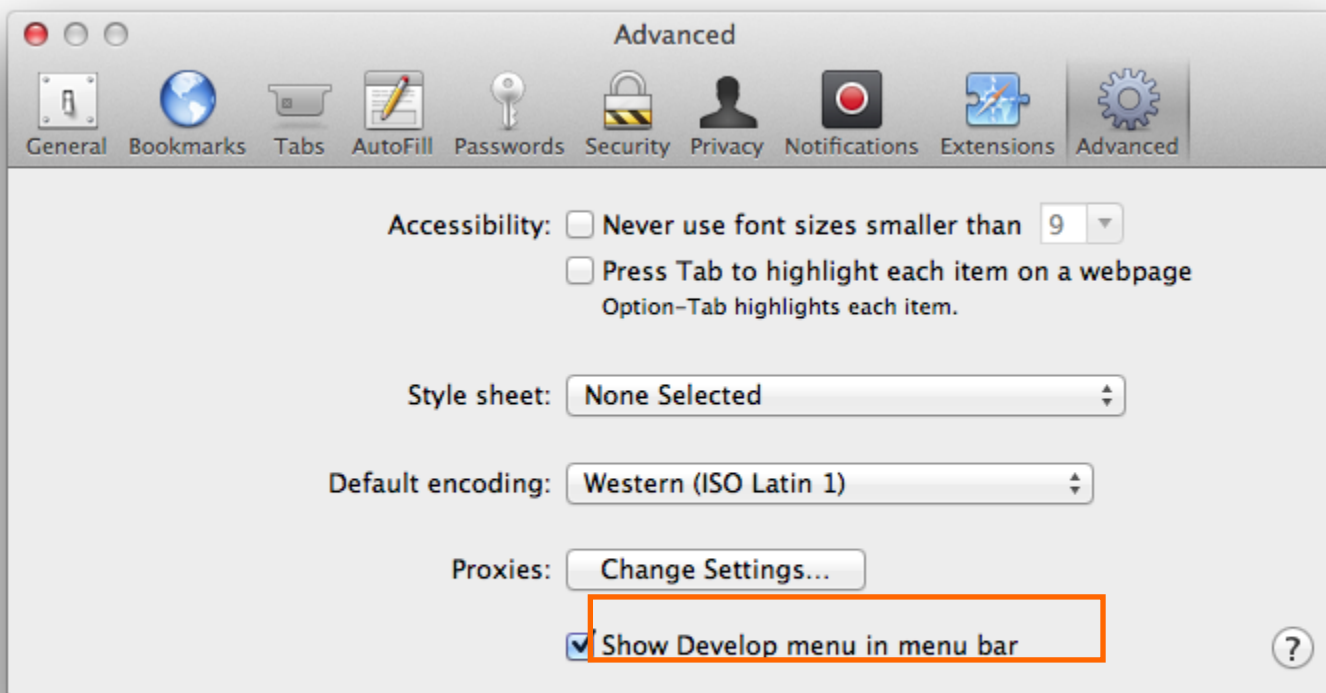 Advanced
General Bookmarks Tabs AutoFill Passwords Security Privacy Notifications Extensions Advanced
Accessibility: Never use font sizes smaller than 9
Press Tab to highlight each item on a webpage
Option-Tab highlights each item.
Style sheet: None Selected
Default encoding: Western (ISO Latin 1)
Proxies: Change Settings...
Show Develop menu in menu bar ?